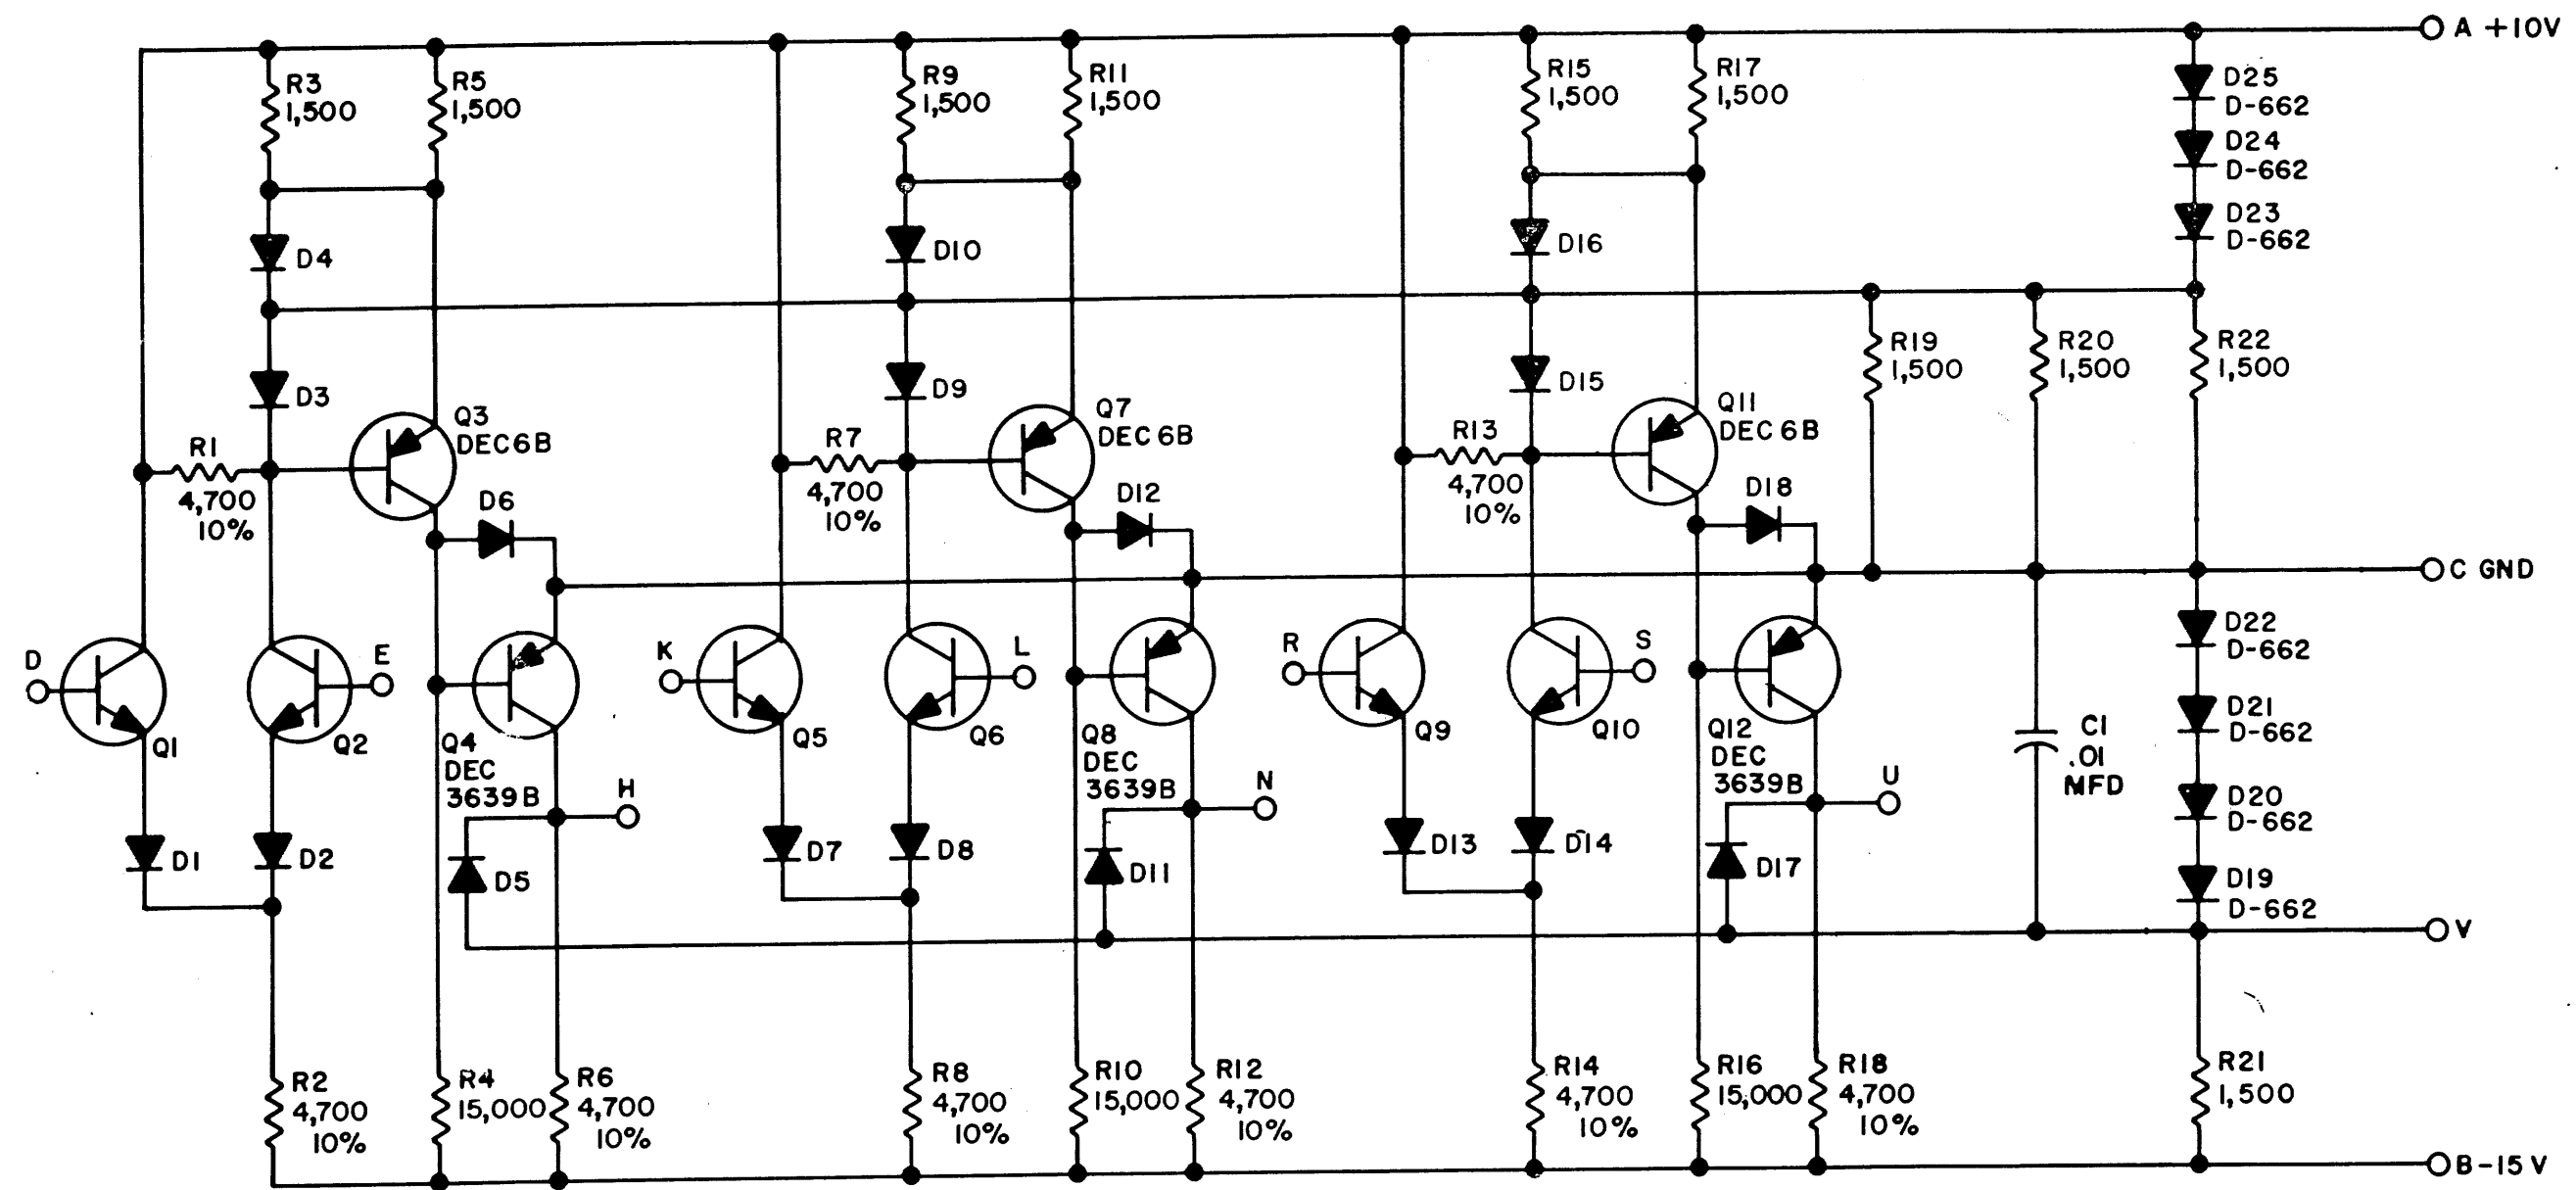 A +10V
R3
1,500
R5
1,500
R9
1,500
R11
1,500
R15
1,500
R17
1,500
D25
D-662
D24
D-662
D23
D-662
D4
D10
D16
D3
D9
D15
R19
1,500
R20
1,500
R22
1,500
Q3
DEC6B
Q7
DEC 6B
Q11
DEC 6B
R1
4,700
10%
R7
4,700
10%
R13
4,700
10%
D6
D12
D18
C GND
D
E
K
L
R
S
Q1
Q2
Q4
DEC
3639B
Q5
Q6
Q8
DEC
3639B
Q9
Q10
Q12
DEC
3639B
D22
D-662
D21
D-662
D20
D-662
D19
D-662
C1
.01
MFD
H
N
U
D1
D2
D5
D7
D8
D11
D13
D14
D17
V
R2
4,700
10%
R4
15,000
R6
4,700
10%
R8
4,700
10%
R10
15,000
R12
4,700
10%
R14
4,700
10%
R16
15,000
R18
4,700
10%
R21
1,500
B-15V